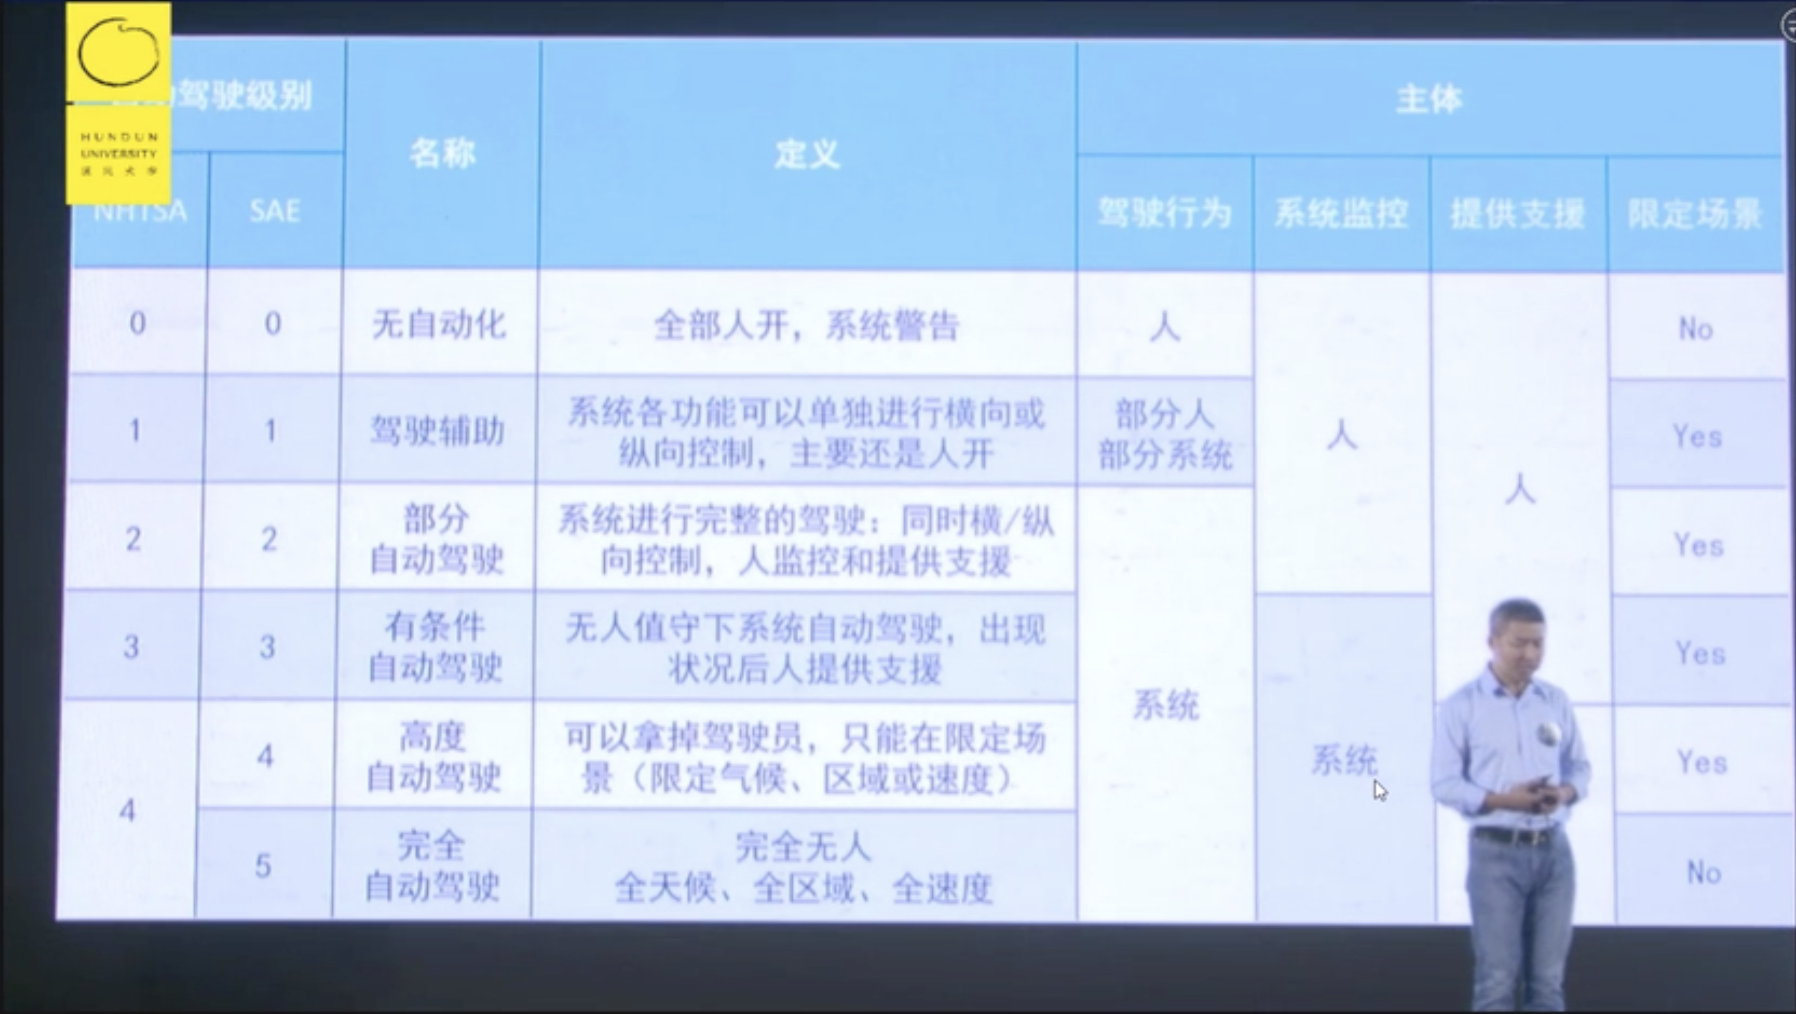 HUNDUN
UNIVERSITY
混沌大学
动驾驶级别
名称
定义
主体
NHTSA
SAE
驾驶行为
系统监控
提供支援
限定场景
0
0
无自动化
全部人开，系统警告
人
No
1
1
驾驶辅助
系统各功能可以单独进行横向或
纵向控制，主要还是人开
部分人
部分系统
人
Yes
2
2
部分
自动驾驶
系统进行完整的驾驶：同时横/纵
向控制，人监控和提供支援
人
Yes
3
3
有条件
自动驾驶
无人值守下系统自动驾驶，出现
状况后人提供支援
系统
Yes
4
4
高度
自动驾驶
可以拿掉驾驶员，只能在限定场
景（限定气候、区域或速度）
系统
Yes
5
完全
自动驾驶
完全无人
全天候、全区域、全速度
No